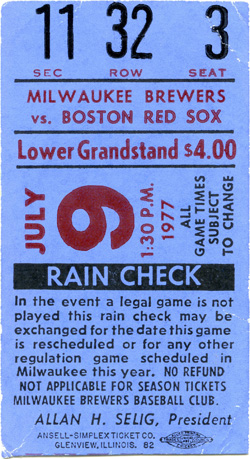 11 32 3
SEC ROW SEAT
MILWAUKEE BREWERS
vs. BOSTON RED SOX
Lower Grandstand $4.00
JULY
9
1:30 P.M.
1977
ALL
GAME TIMES
SUBJECT
TO CHANGE
RAIN CHECK
In the event a legal game is not
played this rain check may be
exchanged for the date this game
is rescheduled or for any other
regulation game scheduled in
Milwaukee this year. NO REFUND
NOT APPLICABLE FOR SEASON TICKETS
MILWAUKEE BREWERS BASEBALL CLUB.
ALLAN H. SELIG, President
ANSELL-SIMPLEX TICKET CO.
GLENVIEW, ILLINOIS. 82